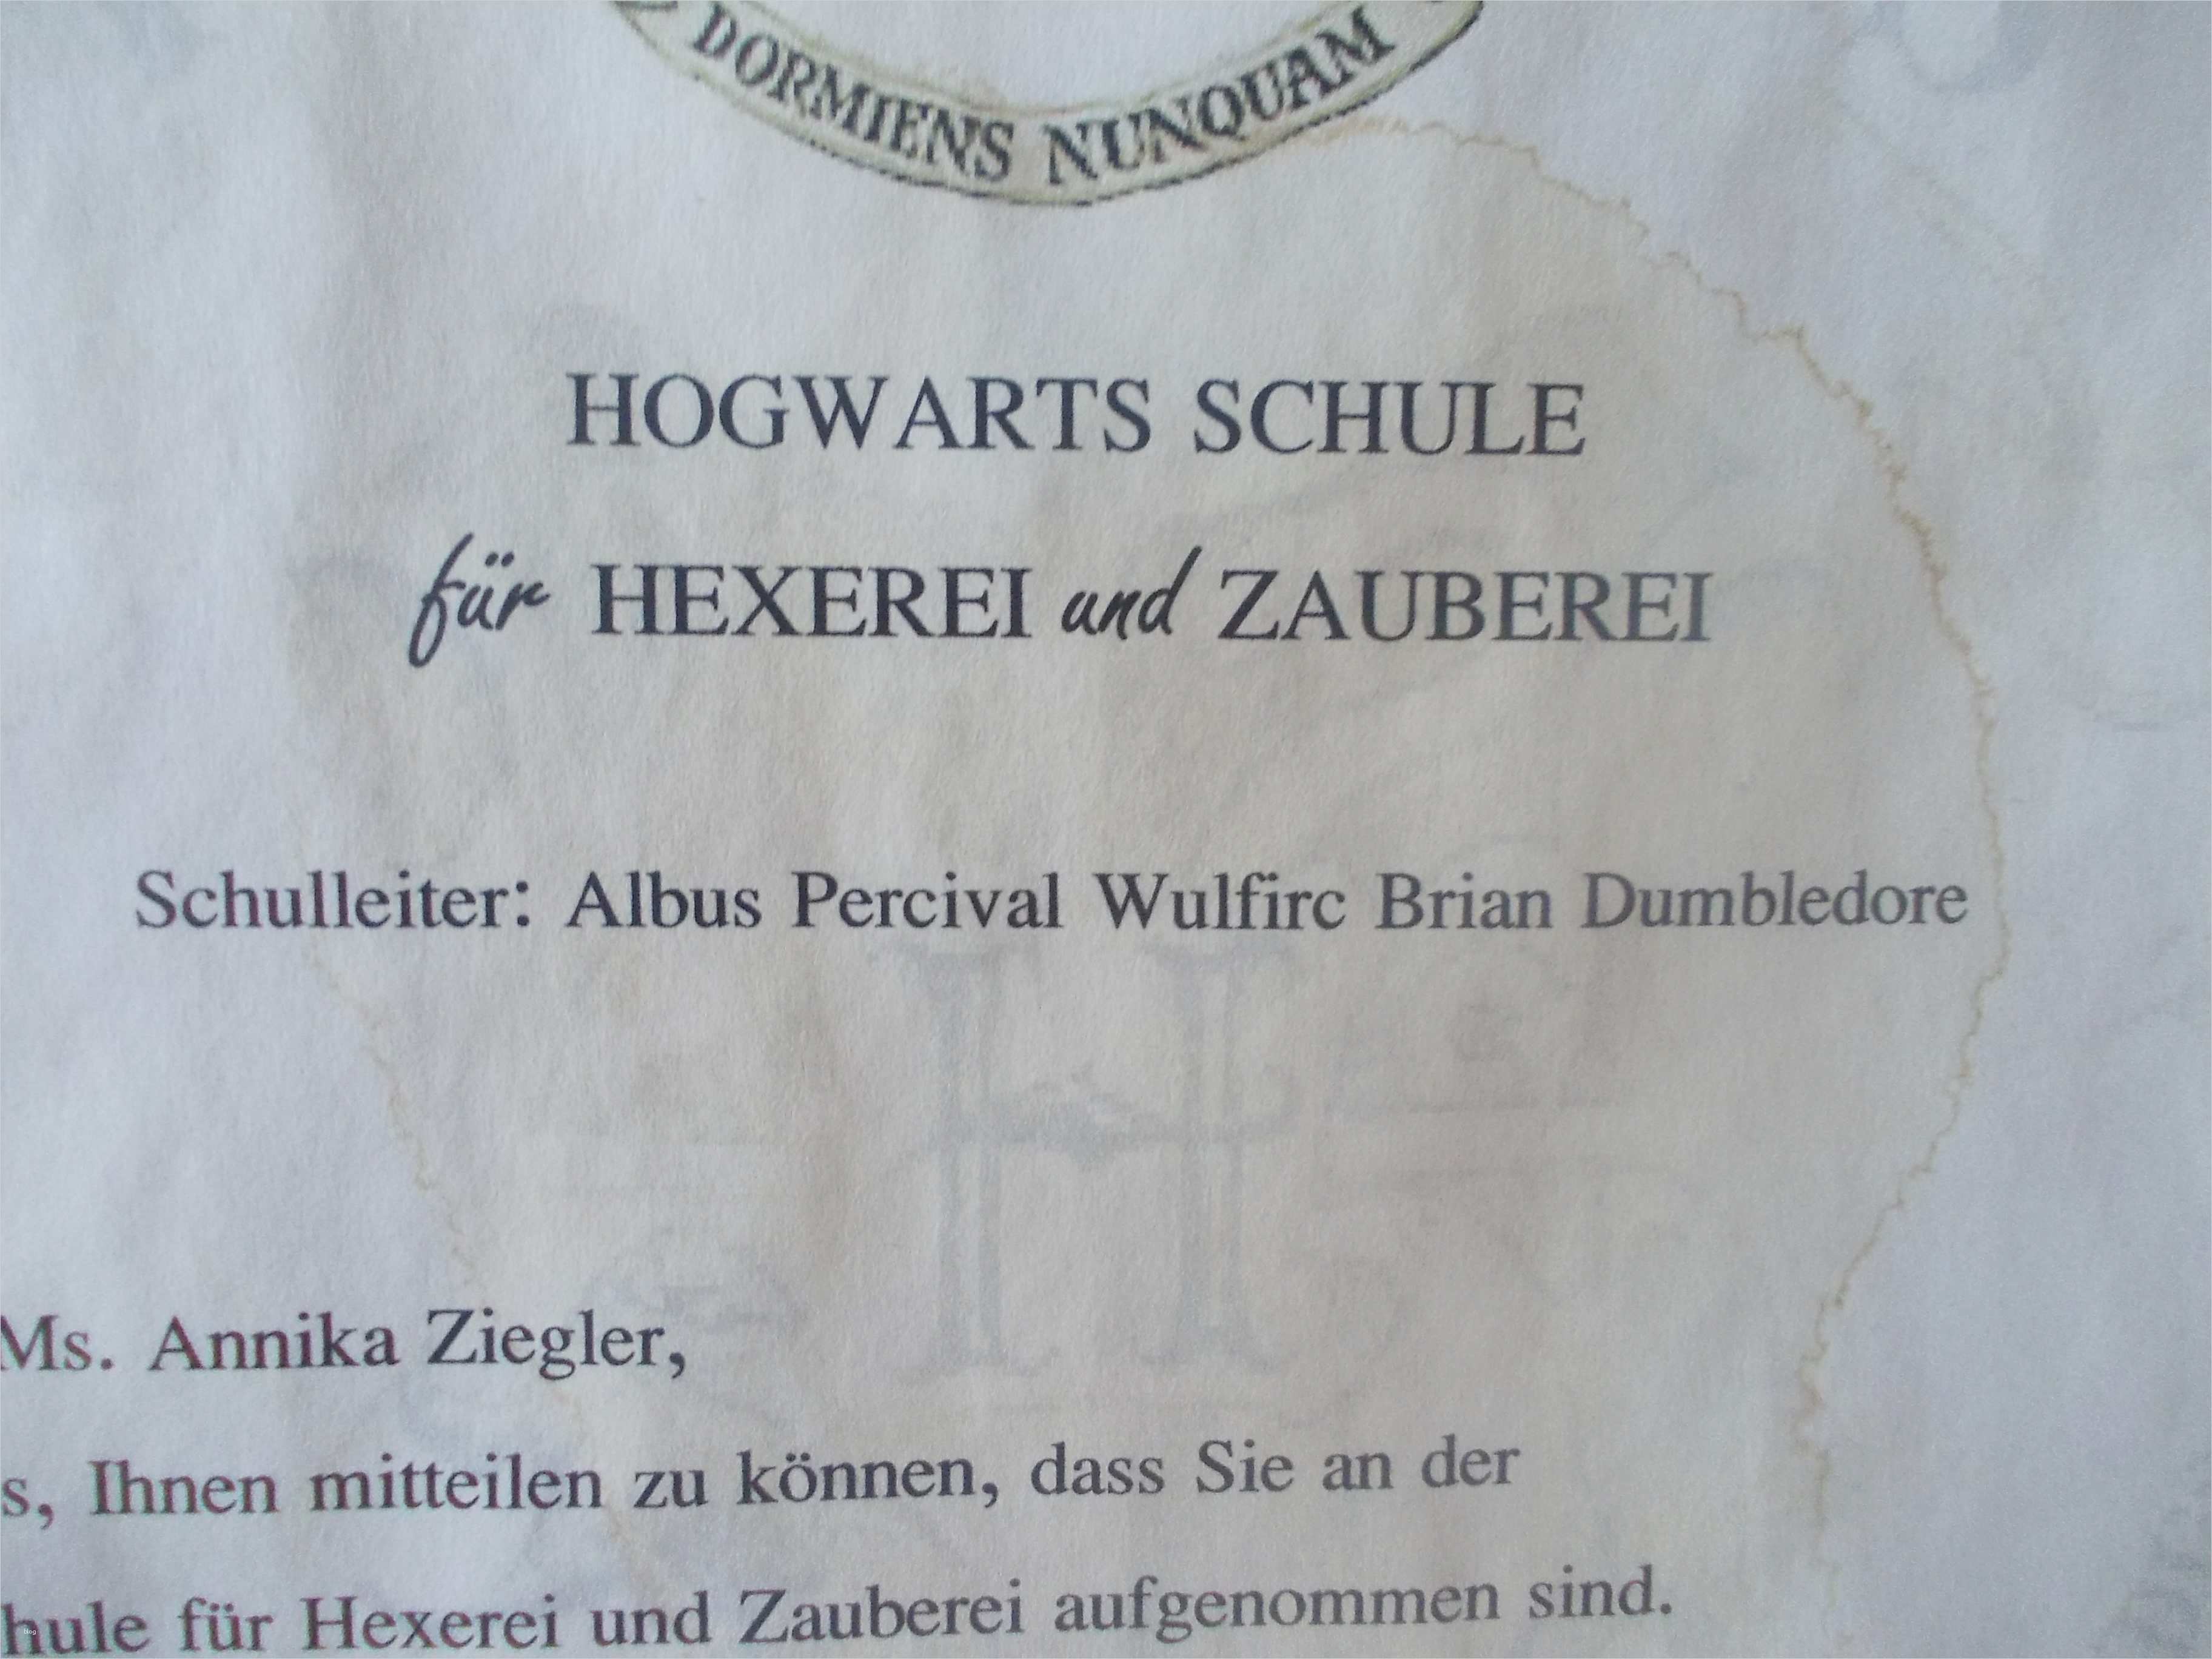 DORMIENS NUNQUAM
HOGWARTS SCHULE
für HEXEREI und ZAUBEREI
Schulleiter: Albus Percival Wulfirc Brian Dumbledore
Ms. Annika Ziegler,
s, Ihnen mitteilen zu können, dass Sie an der
hule für Hexerei und Zauberei aufgenommen sind.